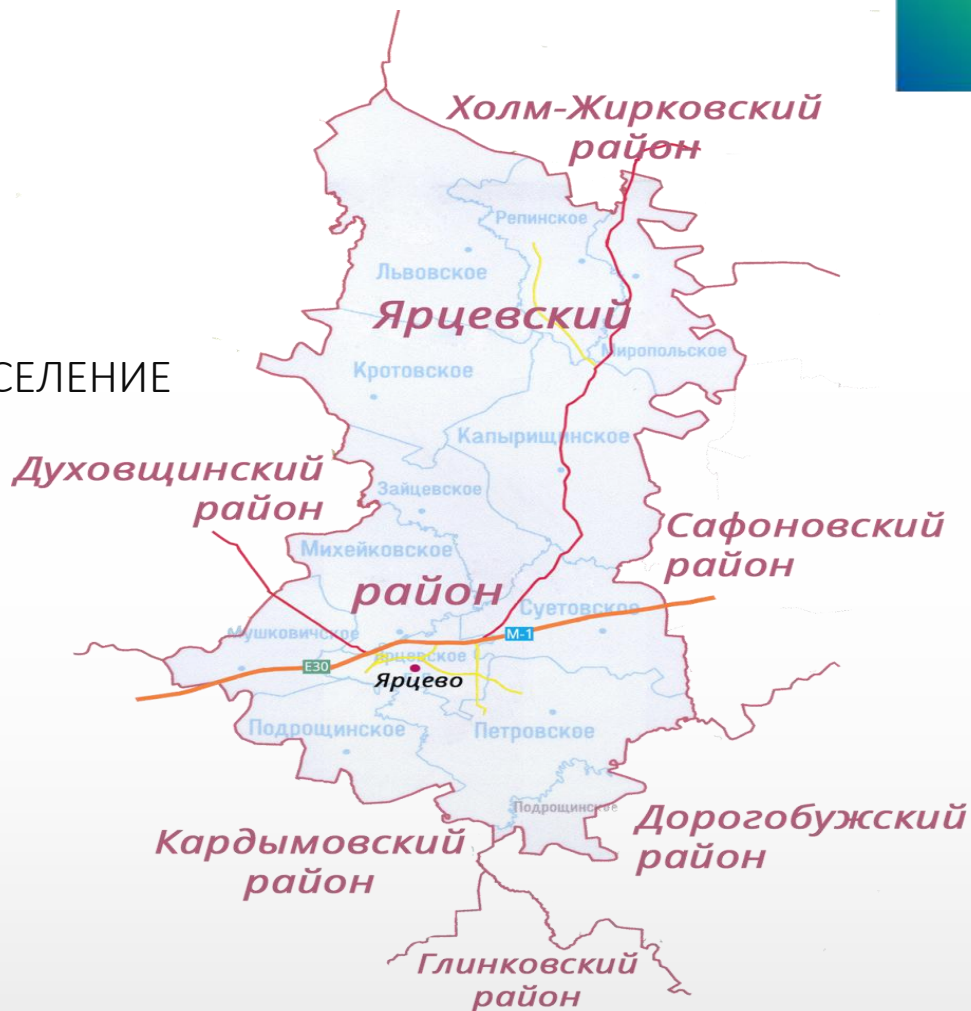 Холм-Жирковский
район
Репинское
Львовское
Ярцевский
Миропольское
СЕЛЕНИЕ
Кротовское
Капырищинское
Духовщинский
район
Зайцевское
Сафоновский
район
Михейковское
район
Суетовское
Мушковичское
М-1
Ярцевское
Е30
Ярцево
Подрощинское
Петровское
Подрощинское
Дорогобужский
район
Кардымовский
район
Глинковский
район